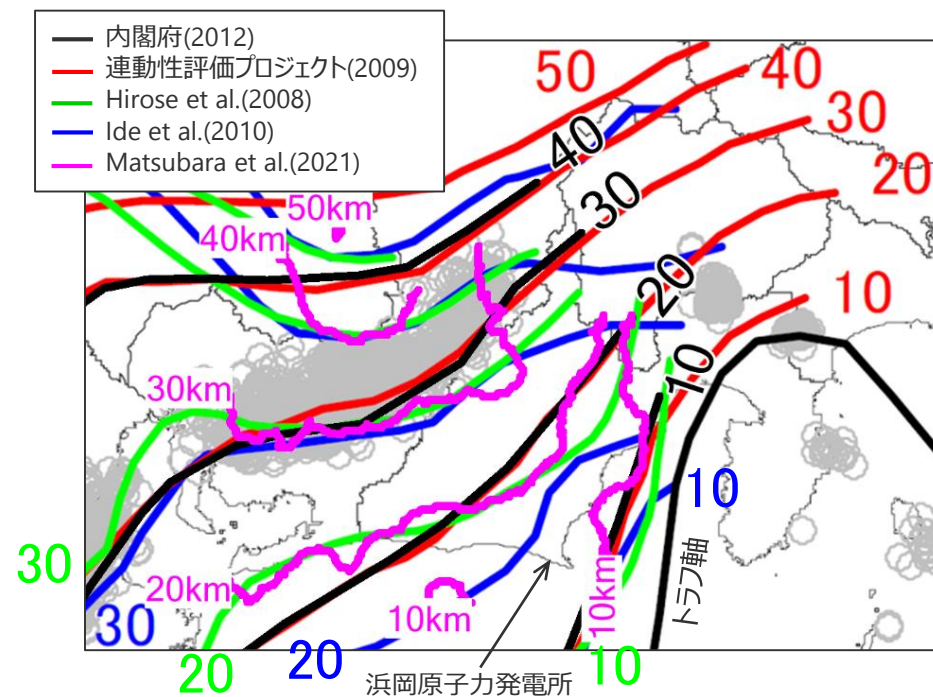 内閣府(2012)
連動性評価プロジェクト(2009)
Hirose et al.(2008)
Ide et al.(2010)
Matsubara et al.(2021)
50
40
30
20
10
40
30
20
10
50km
40km
30km
20km
10km
10km
10
トラフ軸
30
30
20
20
10
浜岡原子力発電所